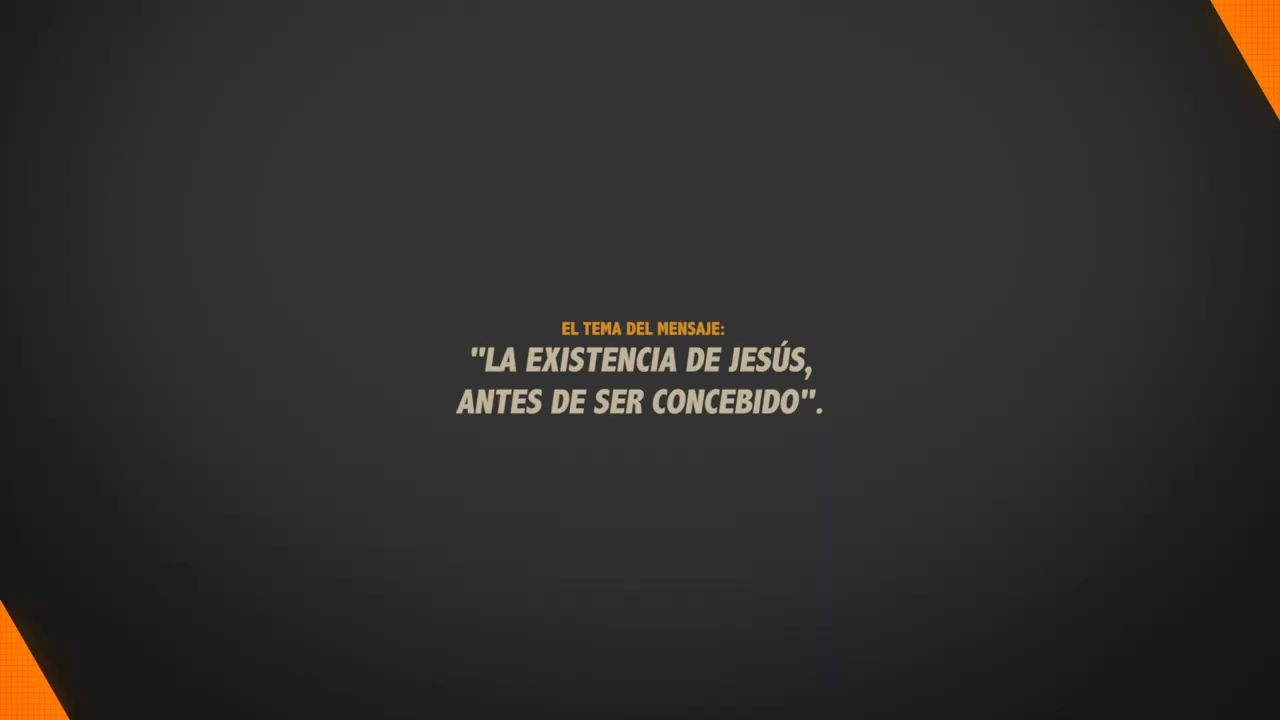 EL TEMA DEL MENSAJE:
"LA EXISTENCIA DE JESÚS,
ANTES DE SER CONCEBIDO".